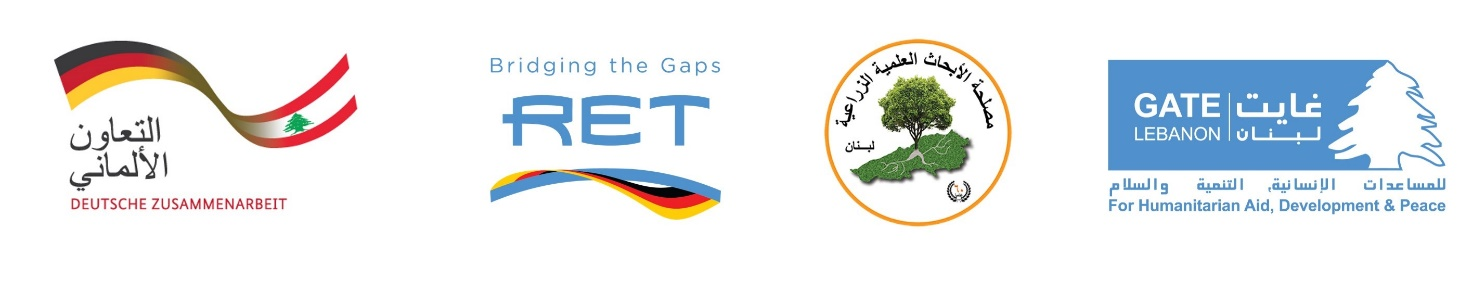 التعاون
الألماني
DEUTSCHE ZUSAMMENARBEIT
Bridging the Gaps
RET
مصلحة الأبحاث العلمية الزراعية
لبنان
٦٠
GATE غايت
LEBANON لبنان
للمساعدات الإنسانية, التنمية والسلام
For Humanitarian Aid, Development & Peace